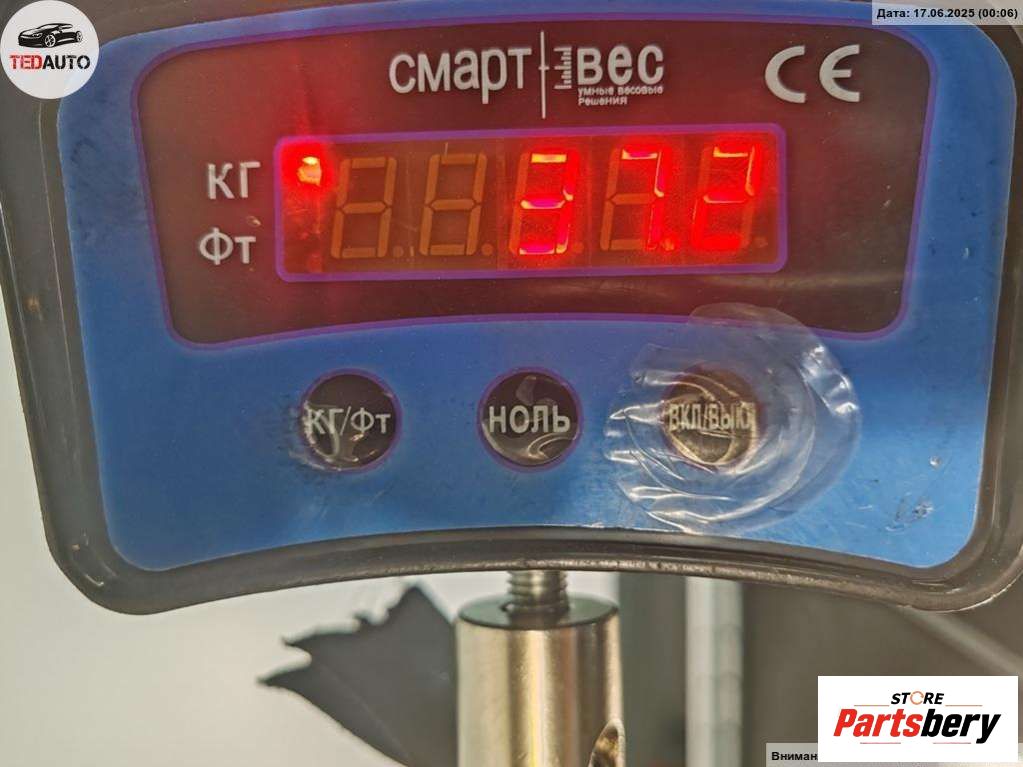 Дата: 17.06.2025 (00:06)
TEDAUTO
смарт вес
умные весовые
решения
CE
КГ
ФТ
37.2
КГ/ФТ
НОЛЬ
ВКЛ/ВЫКЛ
STORE
Partsbery